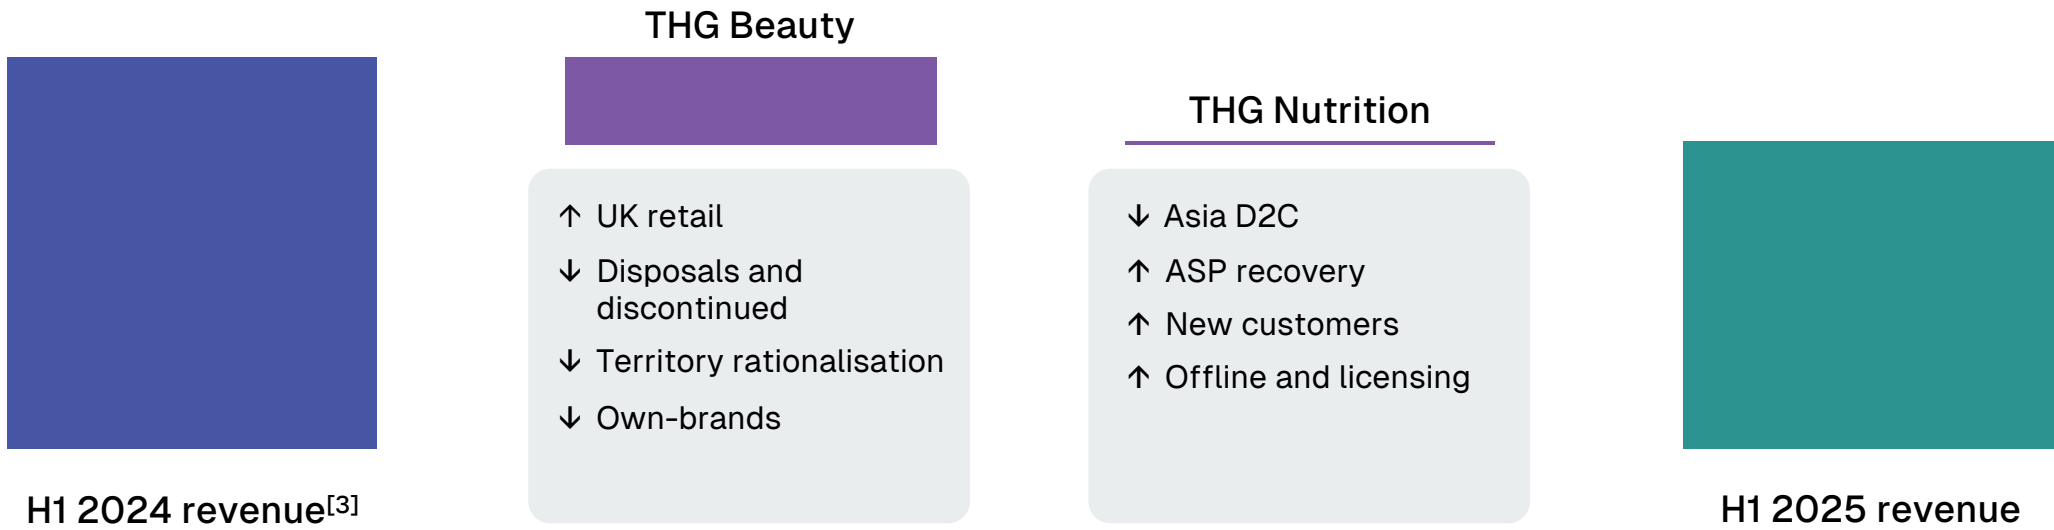 THG Beauty
THG Nutrition
↑ UK retail
↓ Disposals and
discontinued
↓ Territory rationalisation
↓ Own-brands
↓ Asia D2C
↑ ASP recovery
↑ New customers
↑ Offline and licensing
H1 2024 revenue[3]
H1 2025 revenue